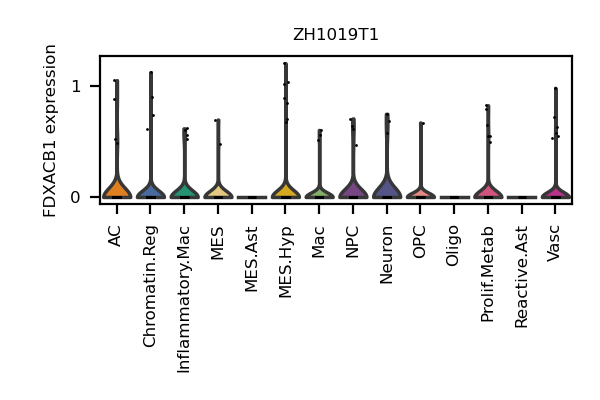 ZH1019T1
FDXACB1 expression
1
0
AC
Chromatin.Reg
Inflammatory.Mac
MES
MES.Ast
MES.Hyp
Mac
NPC
Neuron
OPC
Oligo
Prolif.Metab
Reactive.Ast
Vasc